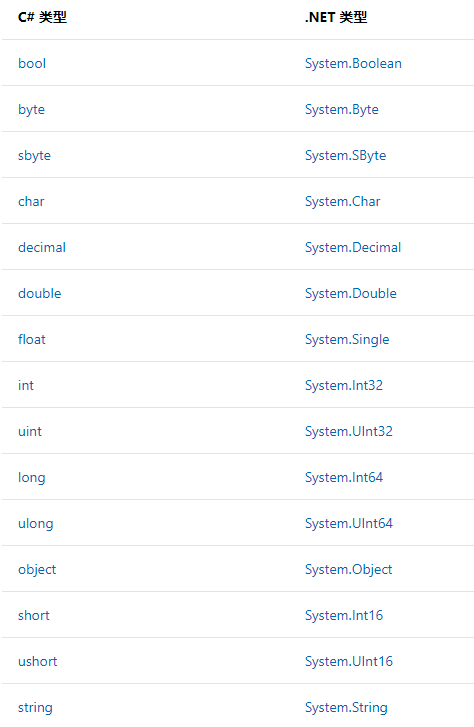 C# 类型 .NET 类型
bool System.Boolean
byte System.Byte
sbyte System.SByte
char System.Char
decimal System.Decimal
double System.Double
float System.Single
int System.Int32
uint System.UInt32
long System.Int64
ulong System.UInt64
object System.Object
short System.Int16
ushort System.UInt16
string System.String